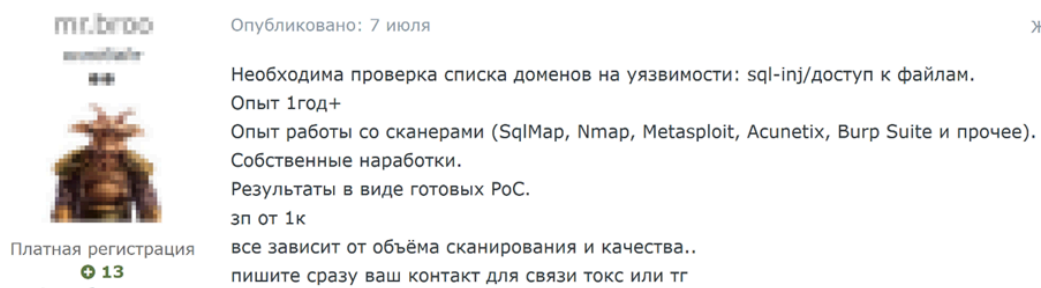 mr.broo
Опубликовано: 7 июля
Необходима проверка списка доменов на уязвимости: sql-inj/доступ к файлам.
Опыт 1год+
Опыт работы со сканерами (SqlMap, Nmap, Metasploit, Acunetix, Burp Suite и прочее).
Собственные наработки.
Результаты в виде готовых PoC.
зп от 1к
все зависит от объёма сканирования и качества..
пишите сразу ваш контакт для связи токс или тг
Платная регистрация
13